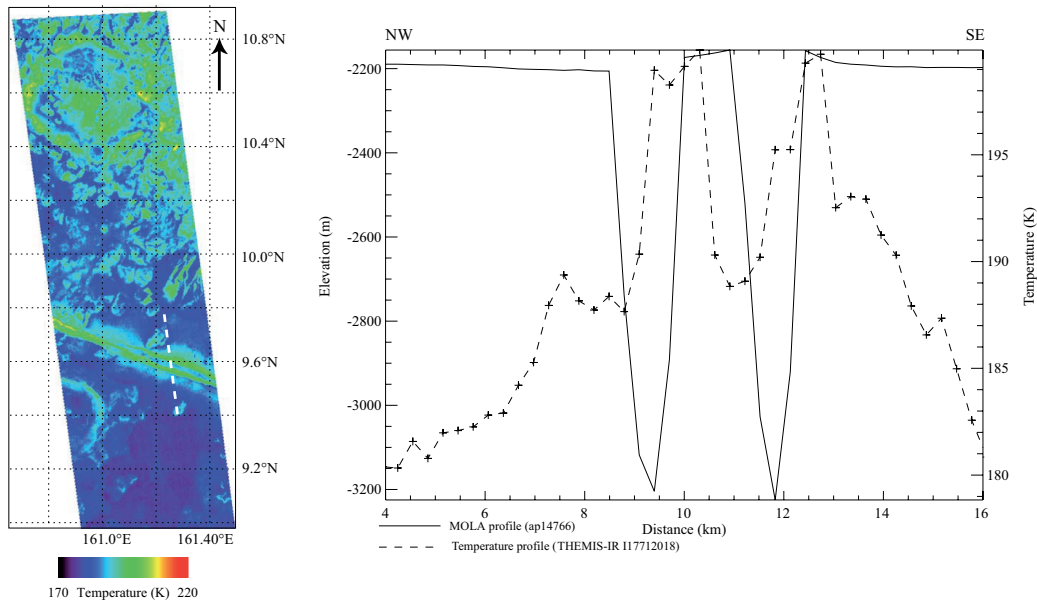 N
10.8°N
10.4°N
10.0°N
9.6°N
9.2°N
161.0°E 161.40°E
170 Temperature (K) 220
NW SE
-2200
-2400
-2600
-2800
-3000
-3200
Elevation (m)
195
190
185
180
Temperature (K)
4 6 8 10 12 14 16
Distance (km)
MOLA profile (ap14766)
Temperature profile (THEMIS-IR I17712018)